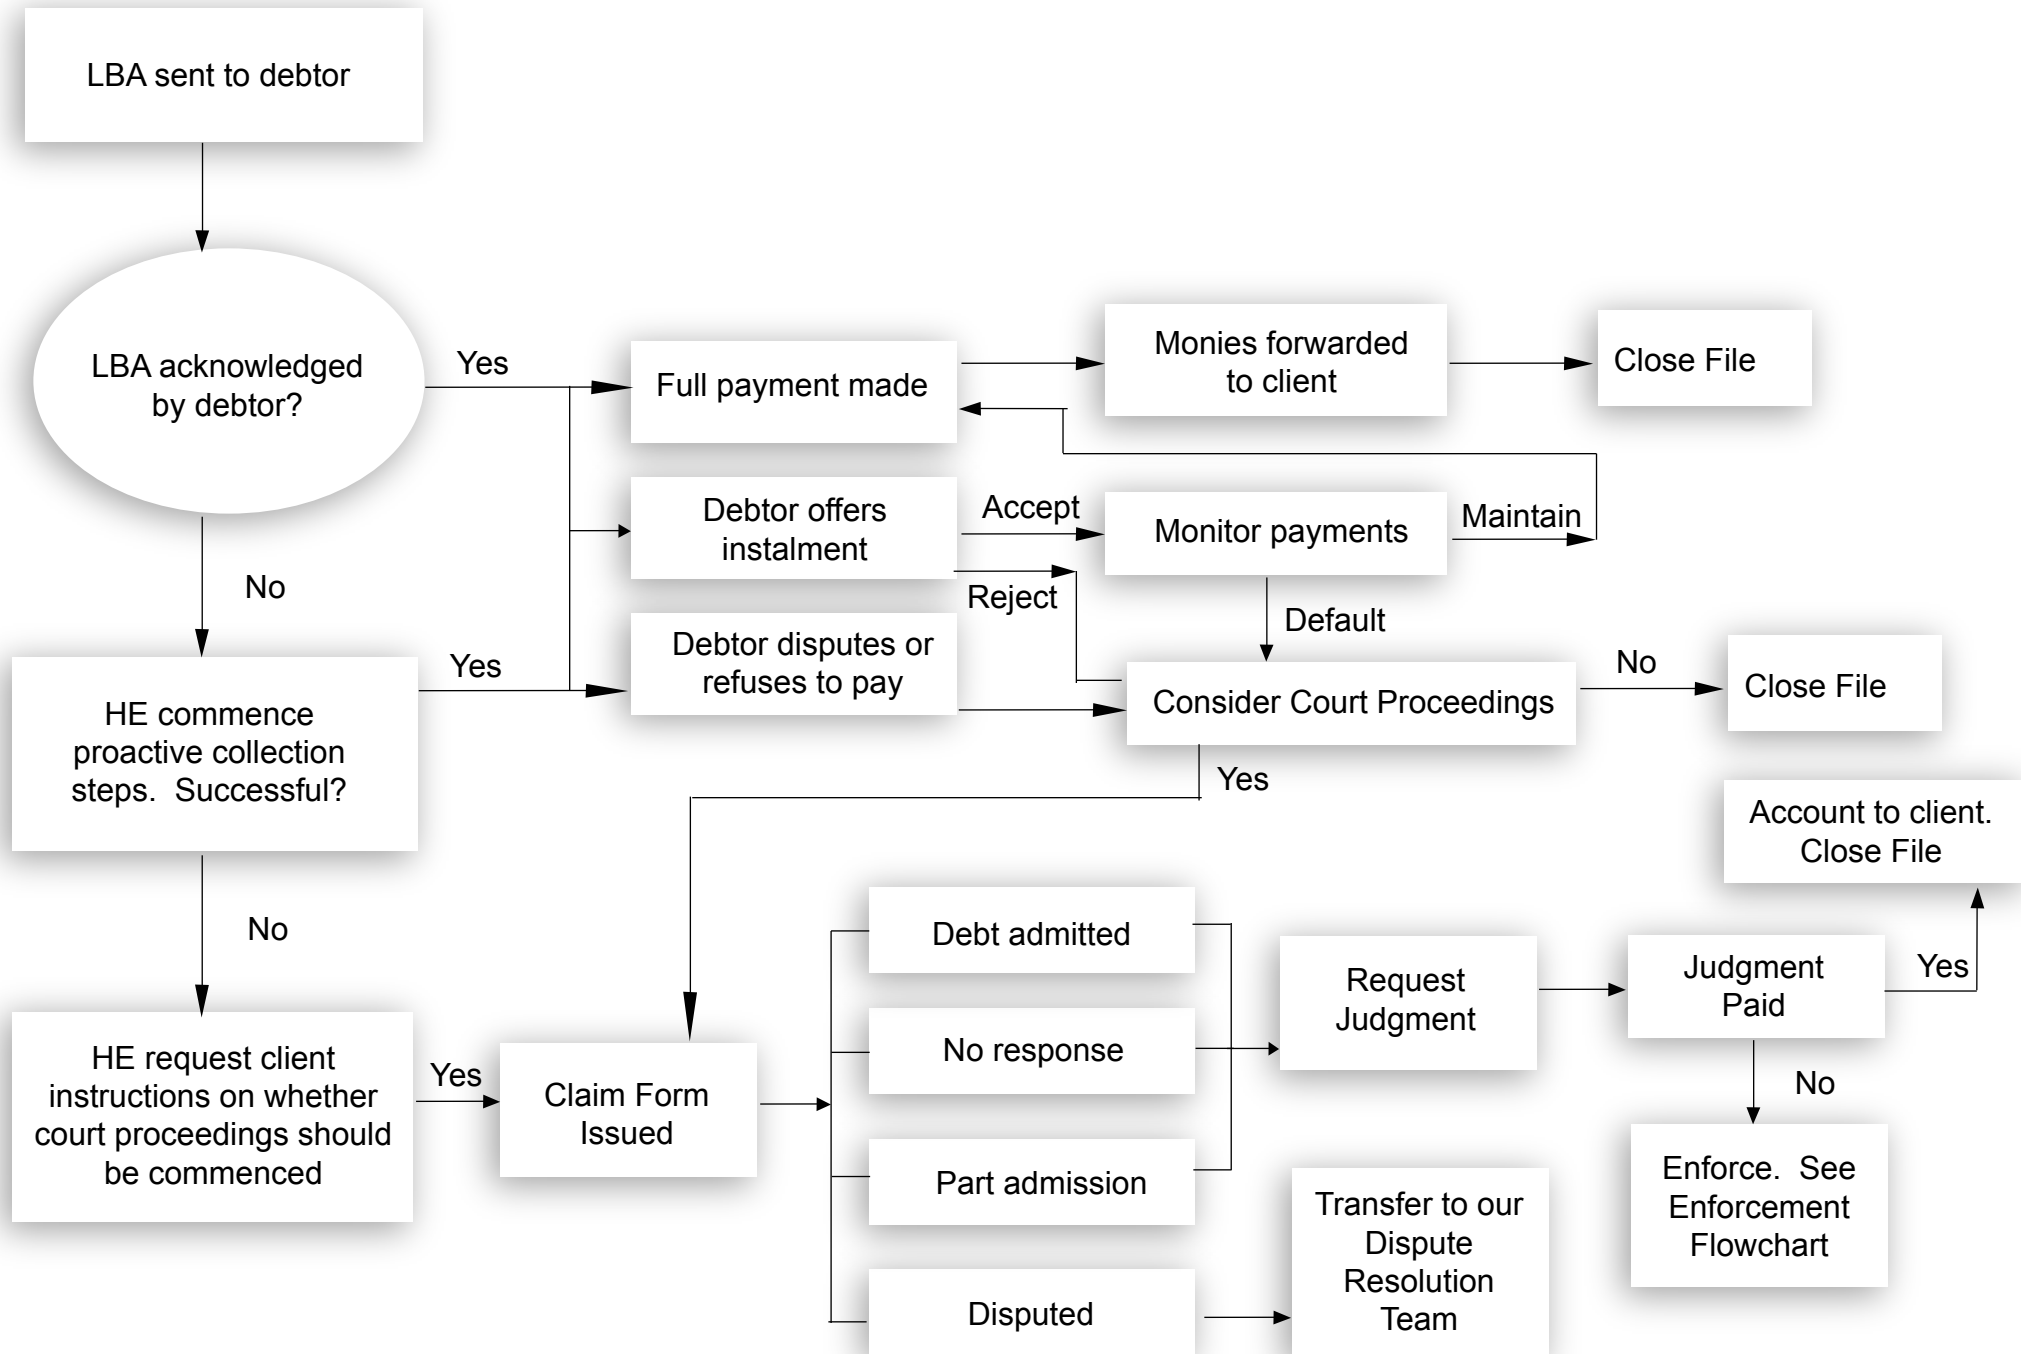 LBA sent to debtor
LBA acknowledged
by debtor?
Yes
Full payment made
Monies forwarded
to client
Close File
Debtor offers
instalment
Accept
Monitor payments
Maintain
Reject
Default
No
Debtor disputes or
refuses to pay
Yes
HE commence
proactive collection
steps.  Successful?
Consider Court Proceedings
No
Close File
Yes
Account to client.
Close File
No
HE request client
instructions on whether
court proceedings should
be commenced
Yes
Claim Form
Issued
Debt admitted
No response
Part admission
Disputed
Request
Judgment
Judgment
Paid
Yes
No
Enforce.  See
Enforcement
Flowchart
Transfer to our
Dispute
Resolution
Team